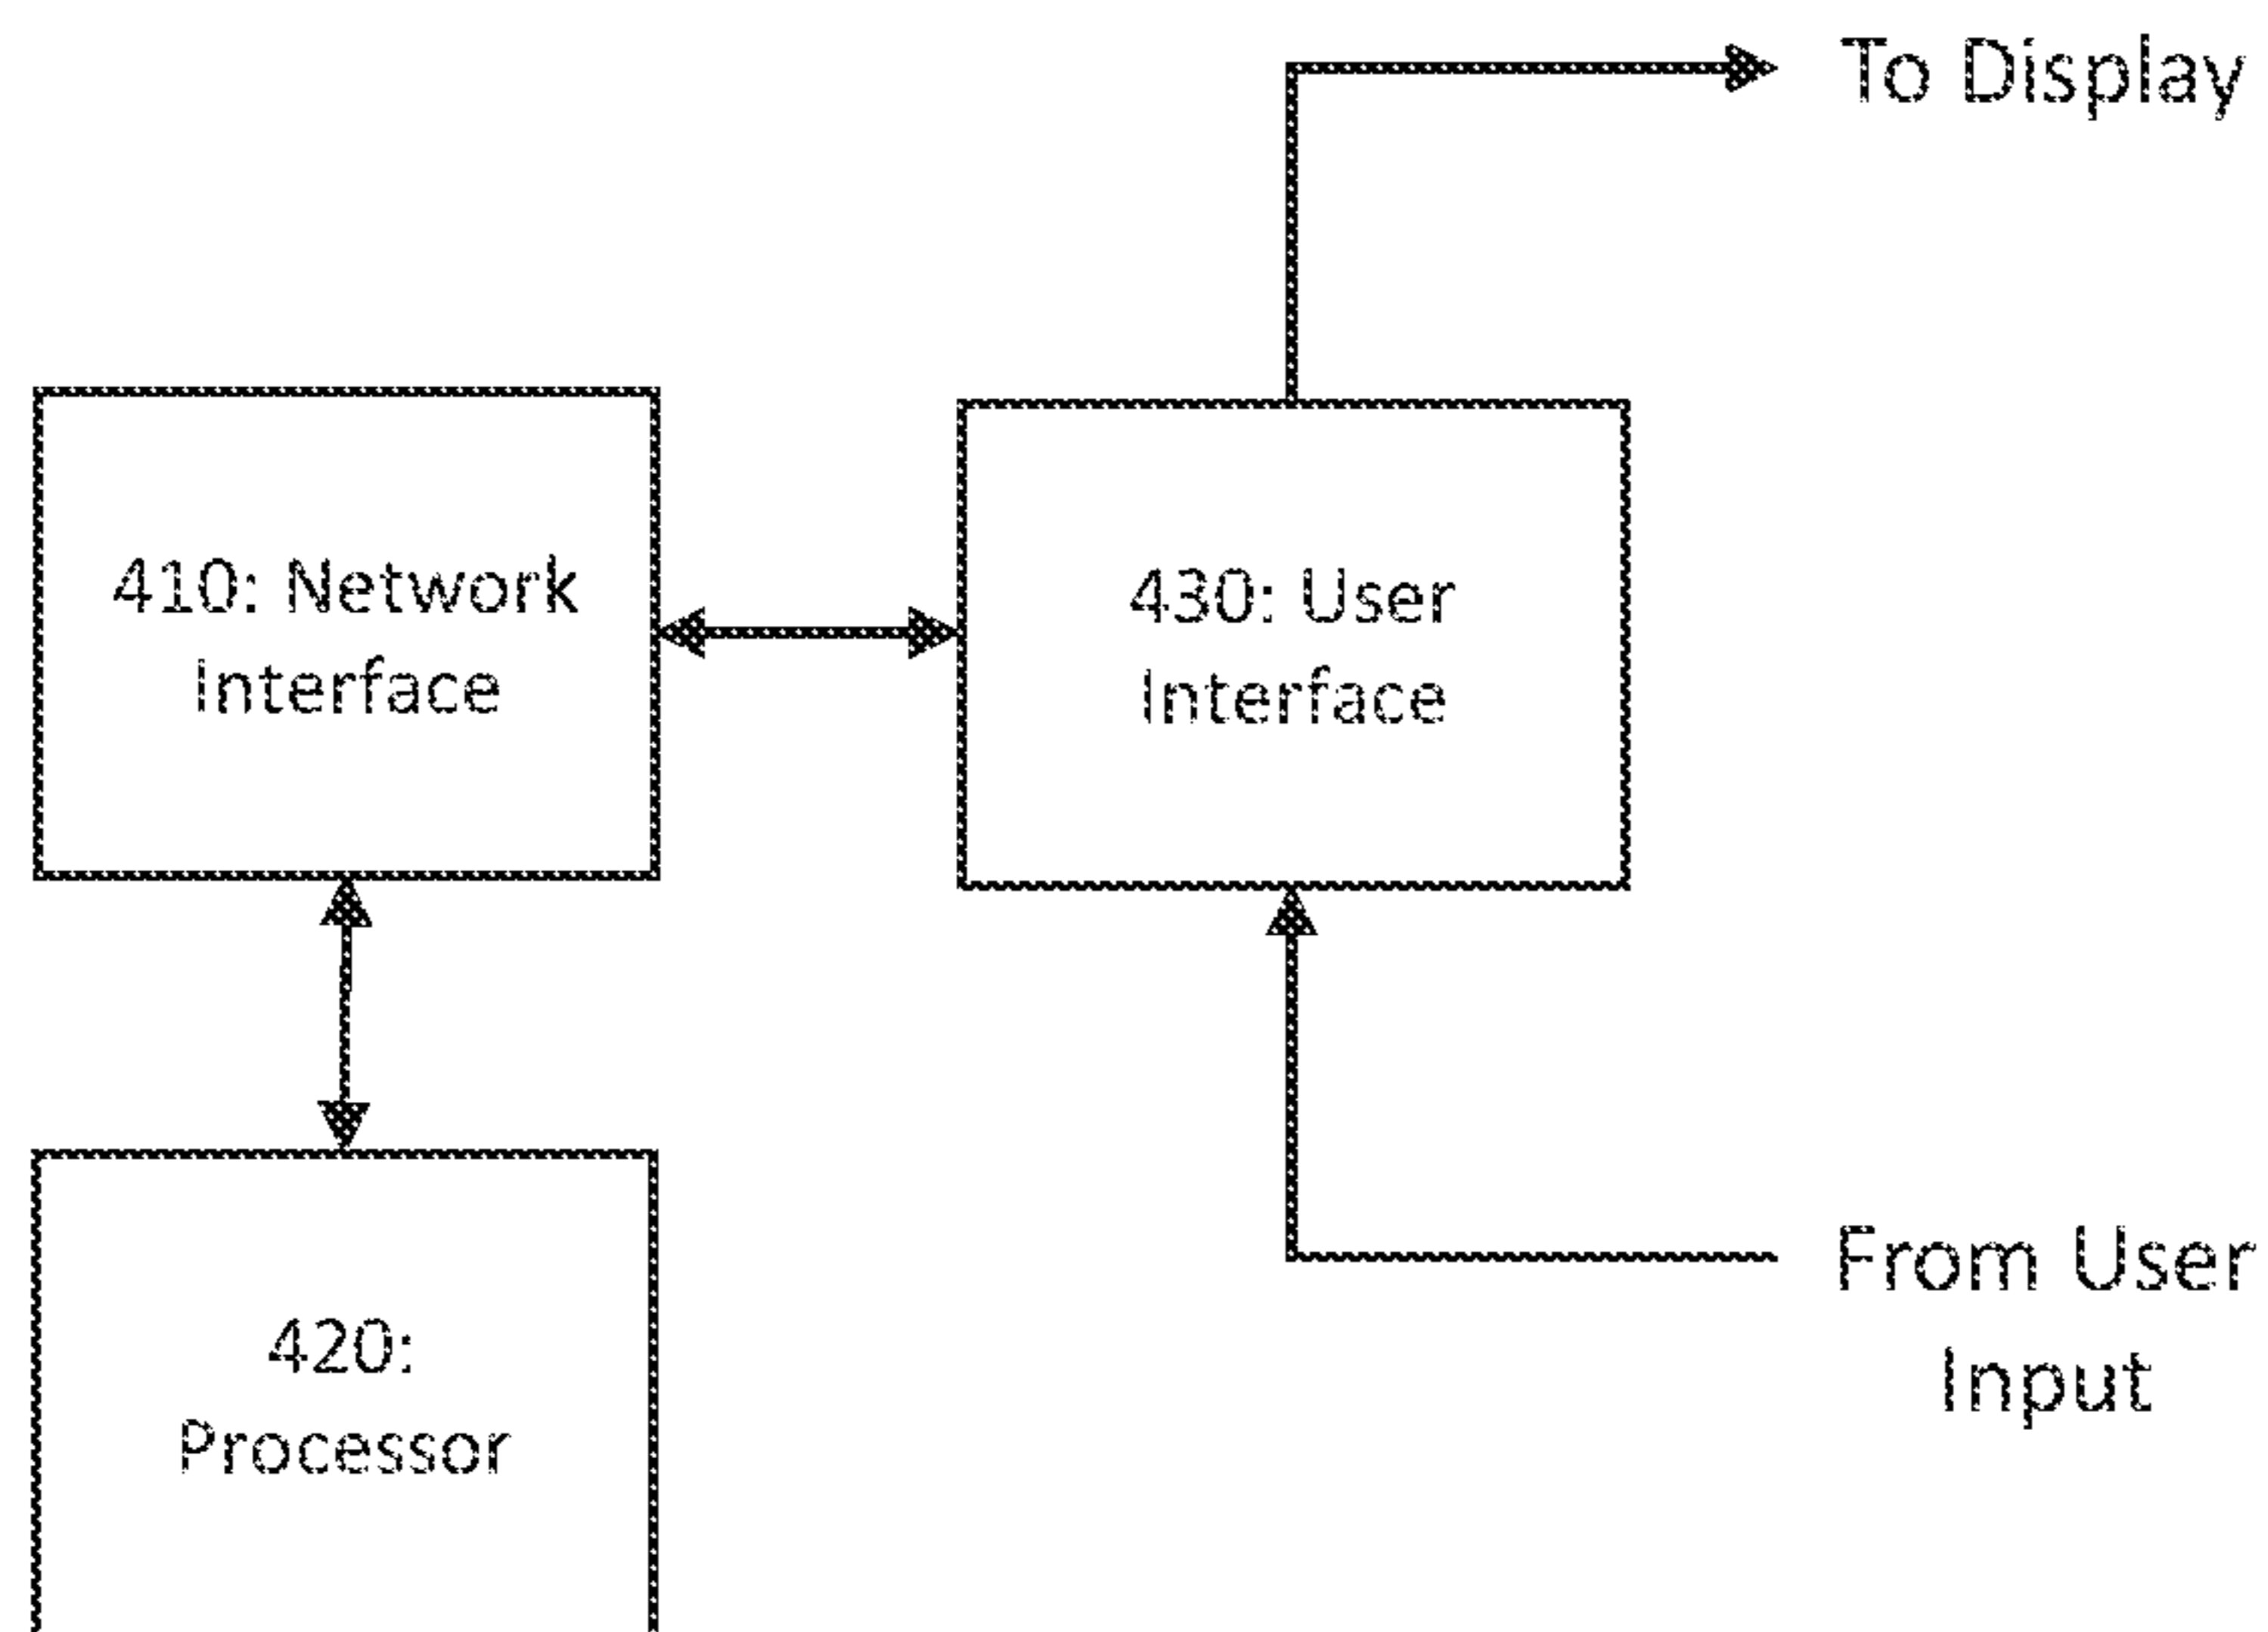 To Display
410: Network
Interface
430: User
Interface
420:
Processor
From User
Input